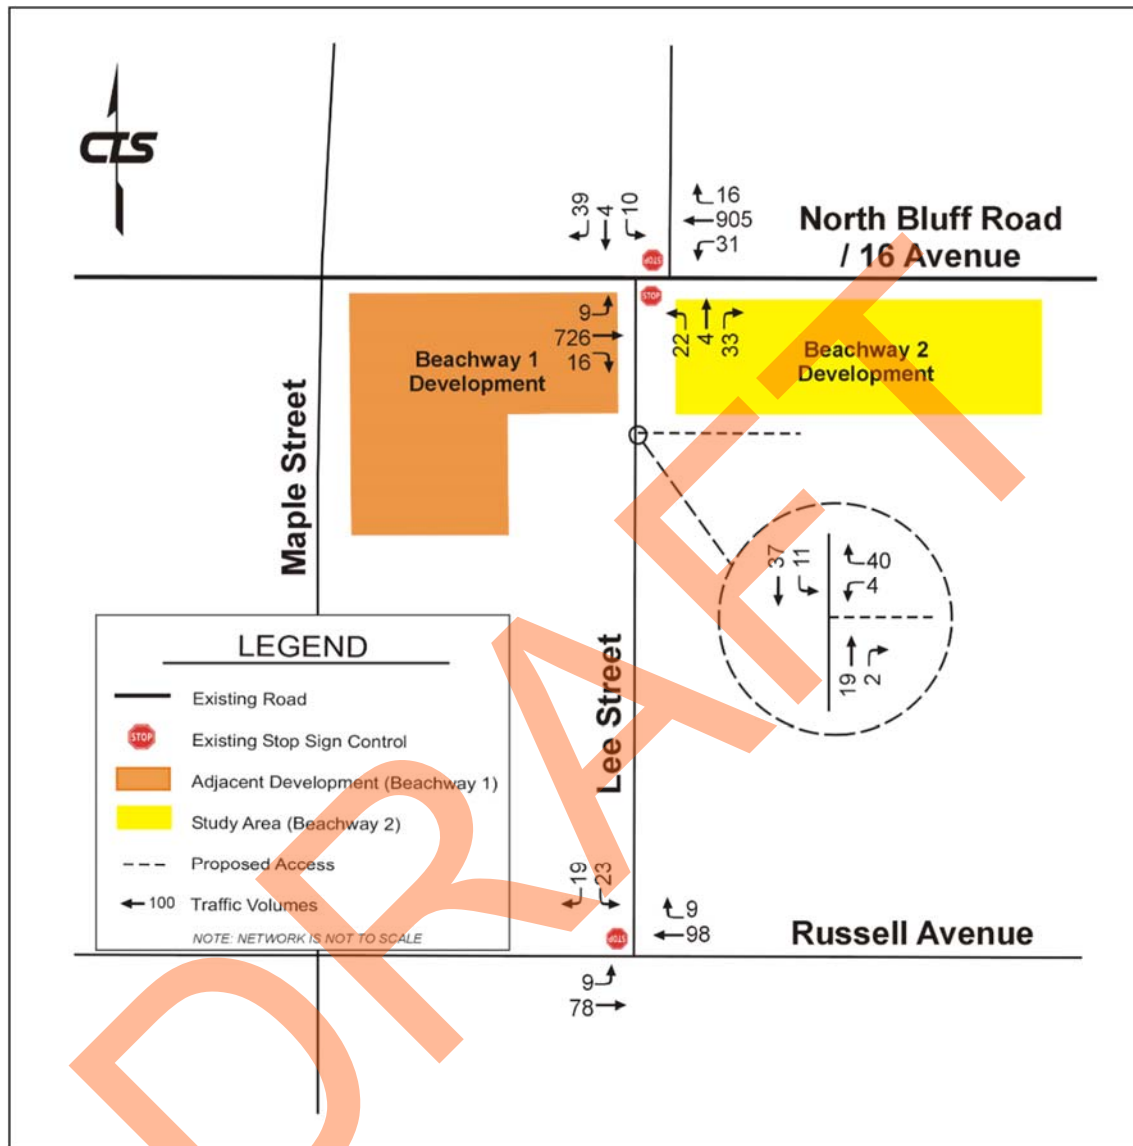 CTS
39
4
10
16
905
31
North Bluff Road
/ 16 Avenue
STOP
STOP
9
726
16
22
4
33
Beachway 1
Development
Beachway 2
Development
Maple Street
37
11
40
4
19
2
Lee Street
LEGEND
Existing Road
STOP
Existing Stop Sign Control
Adjacent Development (Beachway 1)
Study Area (Beachway 2)
Proposed Access
100 Traffic Volumes
NOTE: NETWORK IS NOT TO SCALE
19
23
9
98
STOP
Russell Avenue
9
78
DRAFT